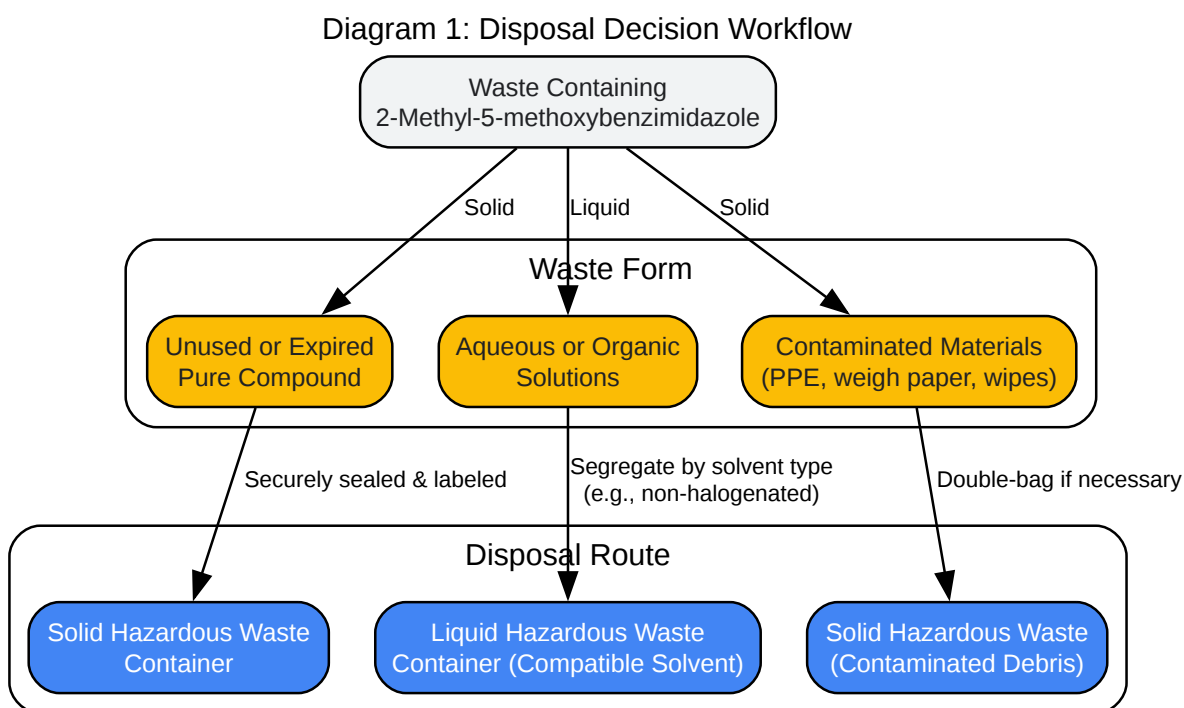 Diagram 1: Disposal Decision Workflow
Waste Containing
2-Methyl-5-methoxybenzimidazole
Solid
Liquid
Solid
Waste Form
Unused or Expired
Pure Compound
Aqueous or Organic
Solutions
Contaminated Materials
(PPE, weigh paper, wipes)
Securely sealed & labeled
Segregate by solvent type
(e.g., non-halogenated)
Double-bag if necessary
Disposal Route
Solid Hazardous Waste
Container
Liquid Hazardous Waste
Container (Compatible Solvent)
Solid Hazardous Waste
(Contaminated Debris)